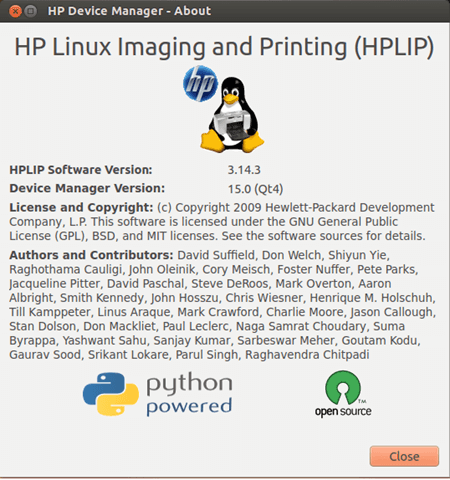 HP Device Manager - About
HP Linux Imaging and Printing (HPLIP)
hp
HPLIP Software Version: 3.14.3
Device Manager Version: 15.0 (Qt4)
License and Copyright: (c) Copyright 2009 Hewlett-Packard Development
Company, L.P. This software is licensed under the GNU General Public
License (GPL), BSD, and MIT licenses. See the software sources for details.
Authors and Contributors: David Suffield, Don Welch, Shiyun Yie,
Raghothama Cauligi, John Oleinik, Cory Meisch, Foster Nuffer, Pete Parks,
Jacqueline Pitter, David Paschal, Steve DeRoos, Mark Overton, Aaron
Albright, Smith Kennedy, John Hosszu, Chris Wiesner, Henrique M. Holschuh,
Till Kamppeter, Linus Araque, Mark Crawford, Charlie Moore, Jason Callough,
Stan Dolson, Don Mackliet, Paul Leclerc, Naga Samrat Choudary, Suma
Byrappa, Yashwant Sahu, Sanjay Kumar, Sarbeswar Meher, Goutam Kodu,
Gaurav Sood, Srikant Lokare, Parul Singh, Raghavendra Chitpadi
python
powered
TM
open source
Close